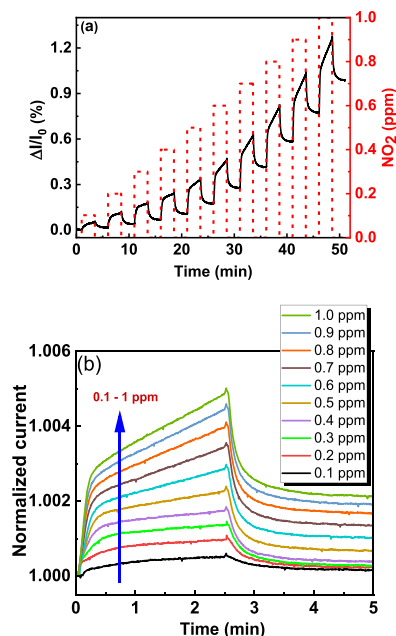 (a)
1.2
0.9
0.6
0.3
0.0
ΔI/I₀ (%)
1.0
0.8
0.6
0.4
0.2
0.0
NO₂ (ppm)
0 10 20 30 40 50
Time (min)
(b)
1.006
1.004
1.002
1.000
Normalized current
0.1 - 1 ppm
1.0 ppm
0.9 ppm
0.8 ppm
0.7 ppm
0.6 ppm
0.5 ppm
0.4 ppm
0.3 ppm
0.2 ppm
0.1 ppm
0 1 2 3 4 5
Time (min)